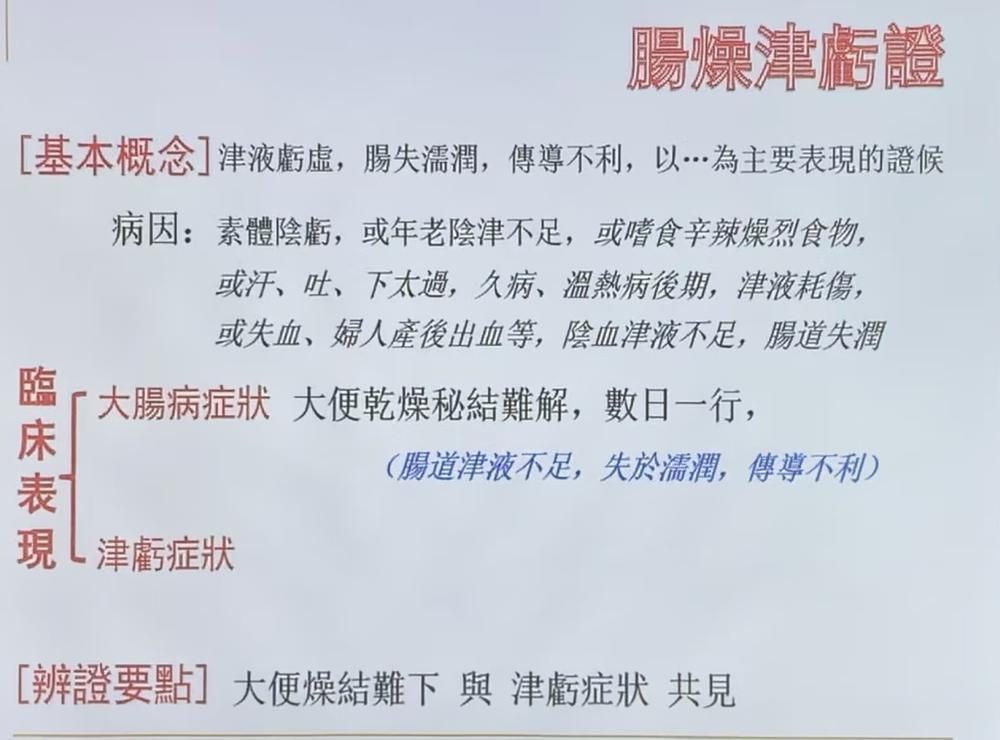 腸燥津虧證
[基本概念]津液虧虛，腸失濡潤，傳導不利，以…為主要表現的證候
病因：素體陰虧，或年老陰津不足，或嗜食辛辣燥烈食物，
或汗、吐、下太過，久病、溫熱病後期，津液耗傷，
或失血、婦人產後出血等，陰血津液不足，腸道失潤
臨床表現
大腸病症狀 大便乾燥秘結難解，數日一行，
（腸道津液不足，失於濡潤，傳導不利）
津虧症狀
[辨證要點] 大便燥結難下 與 津虧症狀 共見